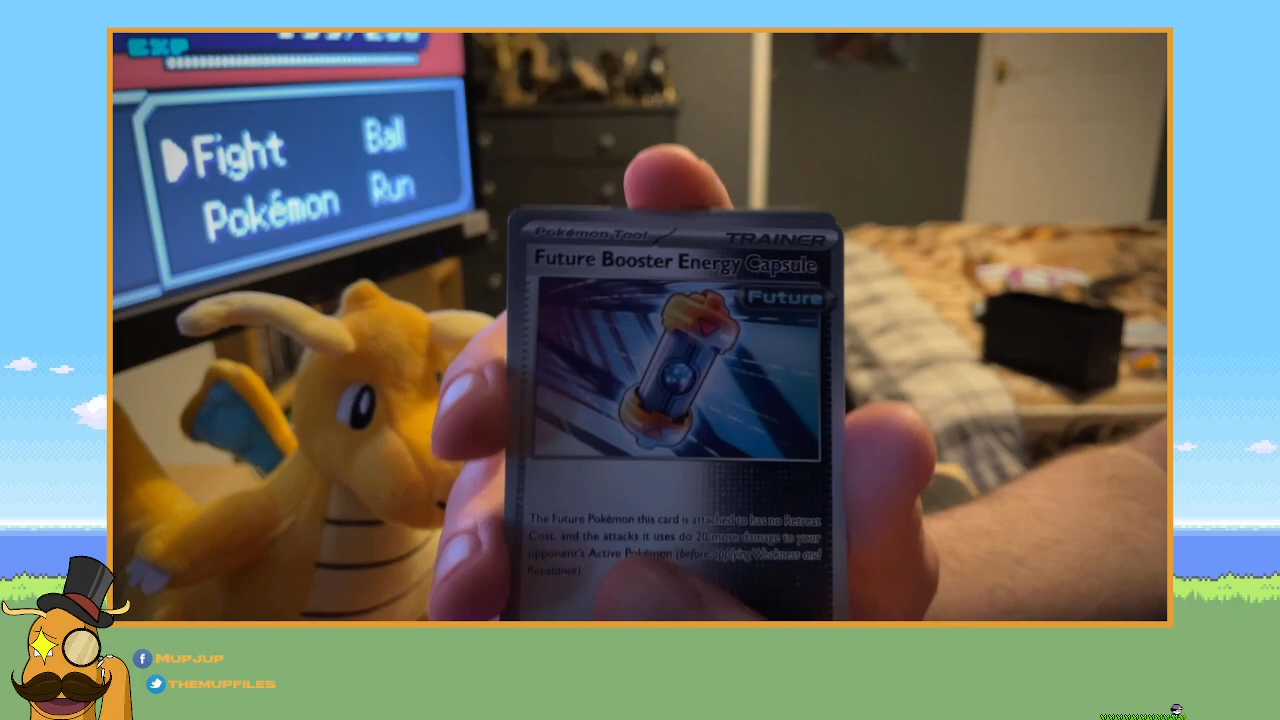 EXP
Fight Ball
Pokémon Run
Pokémon Tool TRAINER
Future Booster Energy Capsule
Future
The Future Pokémon this card is attached to has no Retreat
Cost, and the attacks it uses do 20 more damage to your
opponent's Active Pokémon (before applying Weakness and
Resistance).
MUPJUP
THEMUPFILES